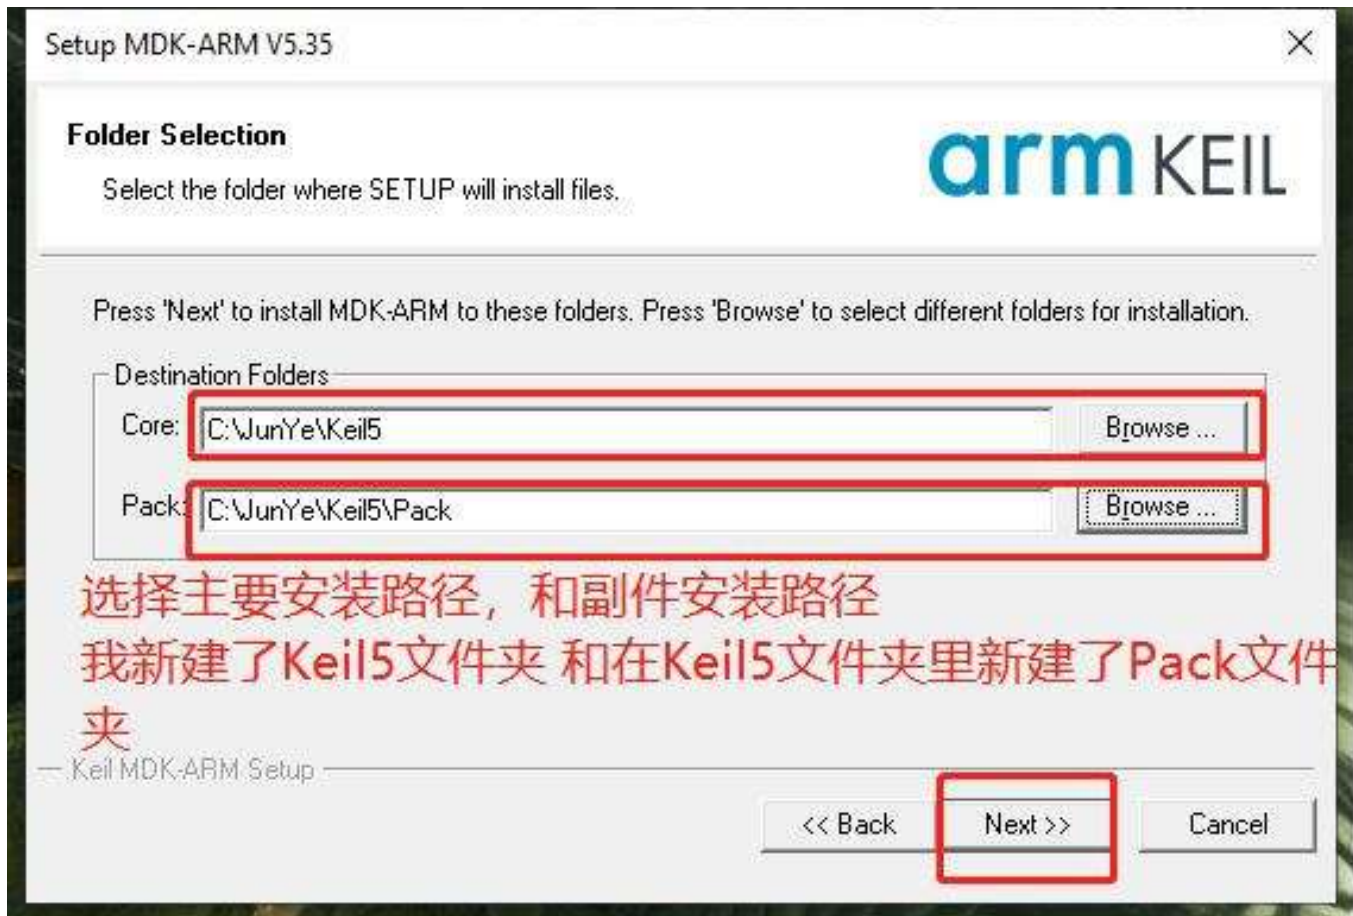 Setup MDK-ARM V5.35
Folder Selection
arm KEIL
Select the folder where SETUP will install files.
Press 'Next' to install MDK-ARM to these folders. Press 'Browse' to select different folders for installation.
Destination Folders
Core: C:\JunYe\Keil5 Browse ...
Pack: C:\JunYe\Keil5\Pack Browse ...
选择主要安装路径，和副件安装路径
我新建了Keil5文件夹 和在Keil5文件夹里新建了Pack文件
夹
Keil MDK-ARM Setup
<< Back Next >> Cancel